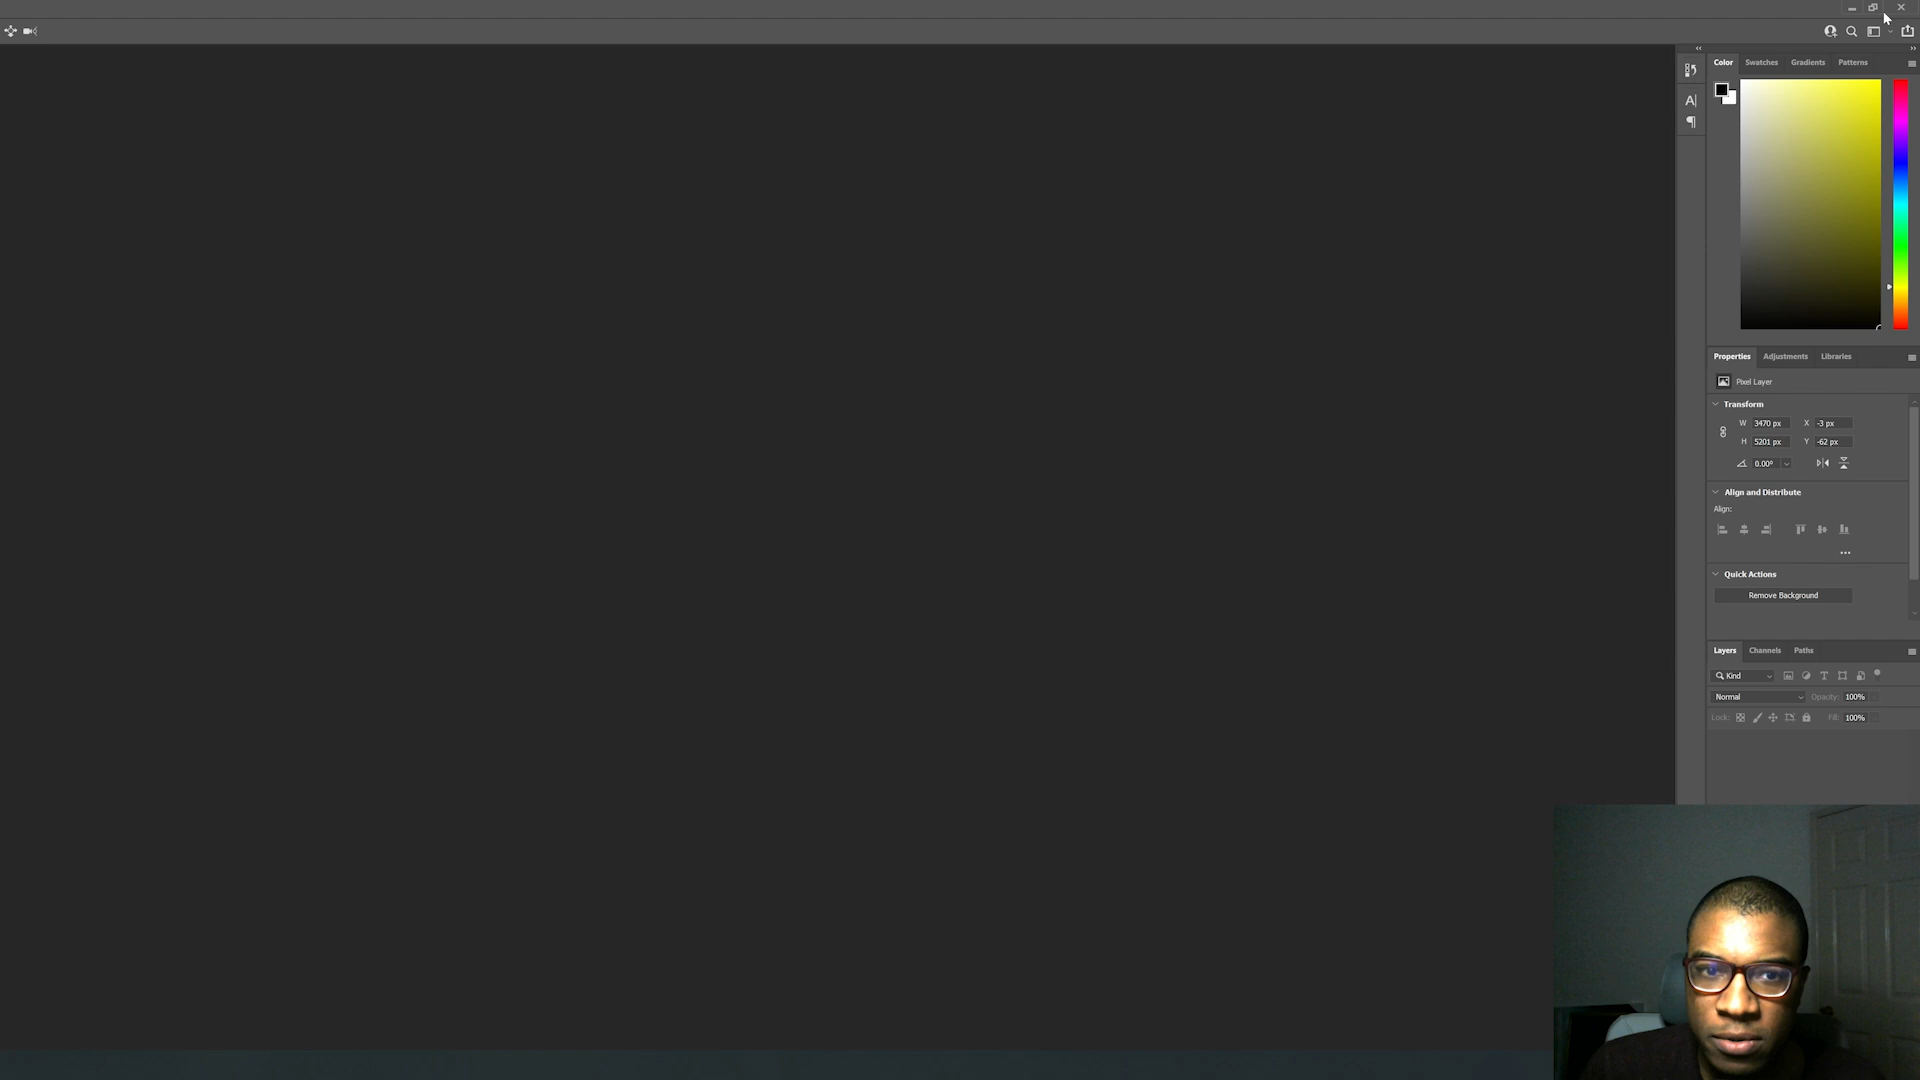 Color Swatches Gradients Patterns
A|
Properties Adjustments Libraries
Pixel Layer
Transform
W 3470 px X -3 px
H 5201 px Y -62 px
0.00°
Align and Distribute
Align:
Quick Actions
Remove Background
Layers Channels Paths
Kind
Normal Opacity: 100%
Lock: Fill: 100%